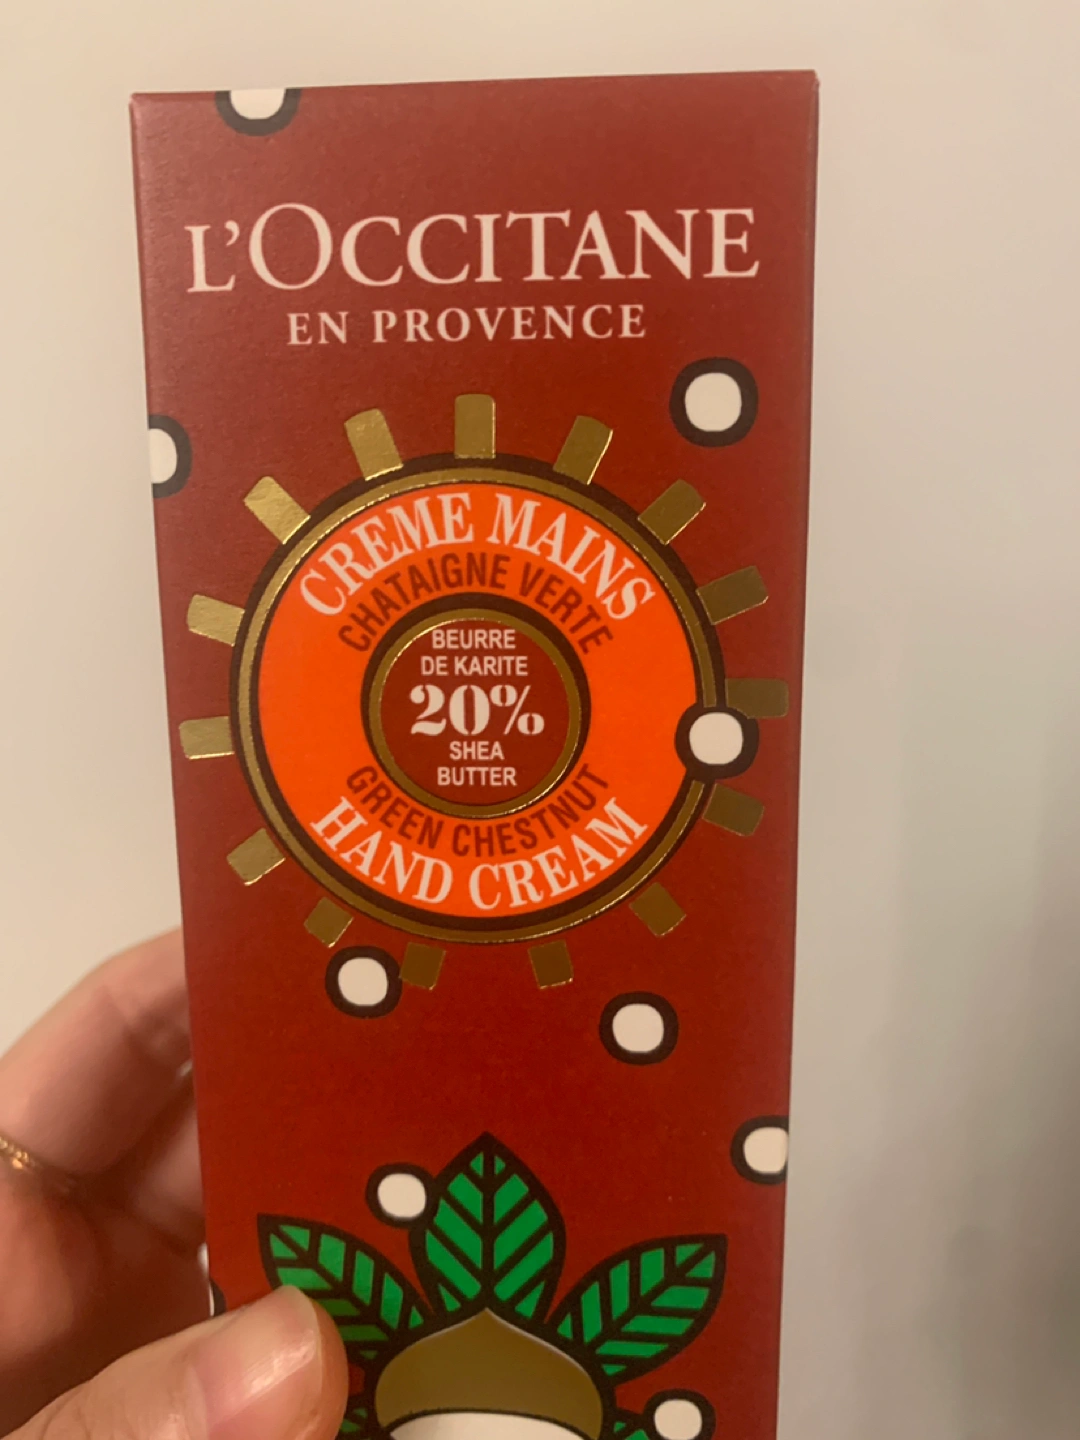 L'OCCITANE
EN PROVENCE
CREME MAINS
CHATAIGNE VERTE
BEURRE
DE KARITE
20%
SHEA
BUTTER
GREEN CHESTNUT
HAND CREAM